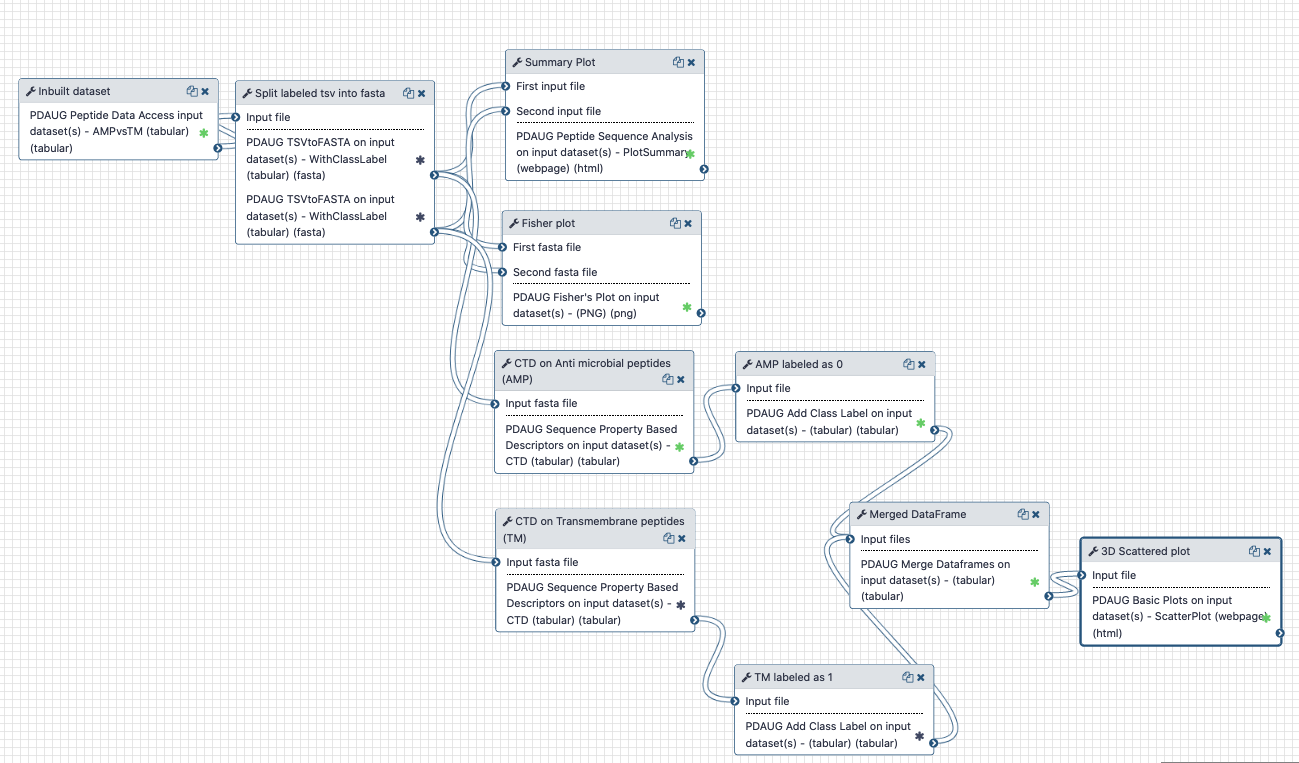 Inbuilt dataset
PDAUG Peptide Data Access input
dataset(s) - AMPvsTM (tabular)
(tabular)
Split labeled tsv into fasta
Input file
PDAUG TSVtoFASTA on input
dataset(s) - WithClassLabel
(tabular) (fasta)
PDAUG TSVtoFASTA on input
dataset(s) - WithClassLabel
(tabular) (fasta)
Summary Plot
First input file
Second input file
PDAUG Peptide Sequence Analysis
on input dataset(s) - PlotSummary
(webpage) (html)
Fisher plot
First fasta file
Second fasta file
PDAUG Fisher's Plot on input
dataset(s) - (PNG) (png)
CTD on Anti microbial peptides
(AMP)
Input fasta file
PDAUG Sequence Property Based
Descriptors on input dataset(s) -
CTD (tabular) (tabular)
AMP labeled as 0
Input file
PDAUG Add Class Label on input
dataset(s) - (tabular) (tabular)
CTD on Transmembrane peptides
(TM)
Input fasta file
PDAUG Sequence Property Based
Descriptors on input dataset(s) -
CTD (tabular) (tabular)
TM labeled as 1
Input file
PDAUG Add Class Label on input
dataset(s) - (tabular) (tabular)
Merged DataFrame
Input files
PDAUG Merge Dataframes on
input dataset(s) - (tabular)
(tabular)
3D Scattered plot
Input file
PDAUG Basic Plots on input
dataset(s) - ScatterPlot (webpage)
(html)